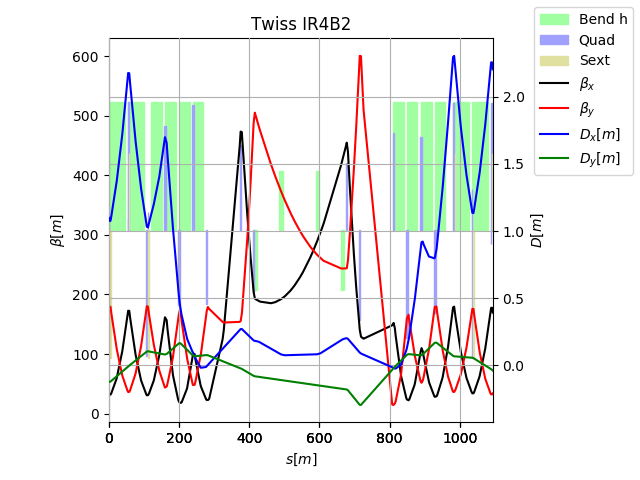 Twiss IR4B2
Bend h
Quad
Sext
βx
βy
Dx[m]
Dy[m]
600
500
400
300
200
100
0
β[m]
2.0
1.5
1.0
0.5
0.0
D[m]
0 200 400 600 800 1000
s[m]